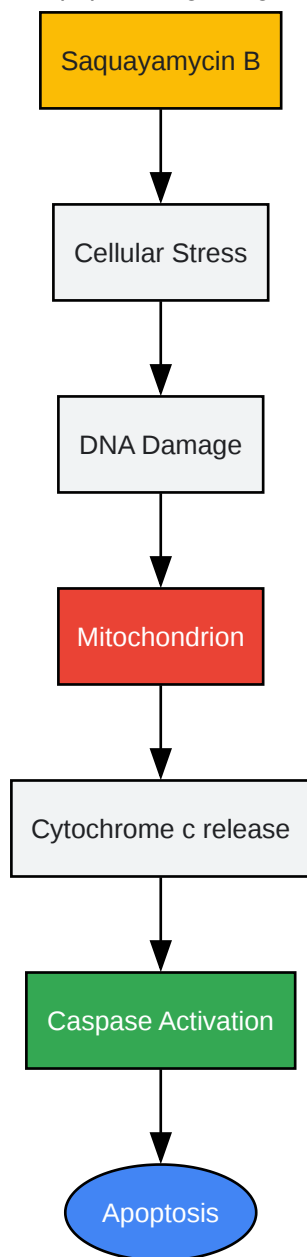 Saquayamycin B
Cellular Stress
DNA Damage
Mitochondrion
Cytochrome c release
Caspase Activation
Apoptosis